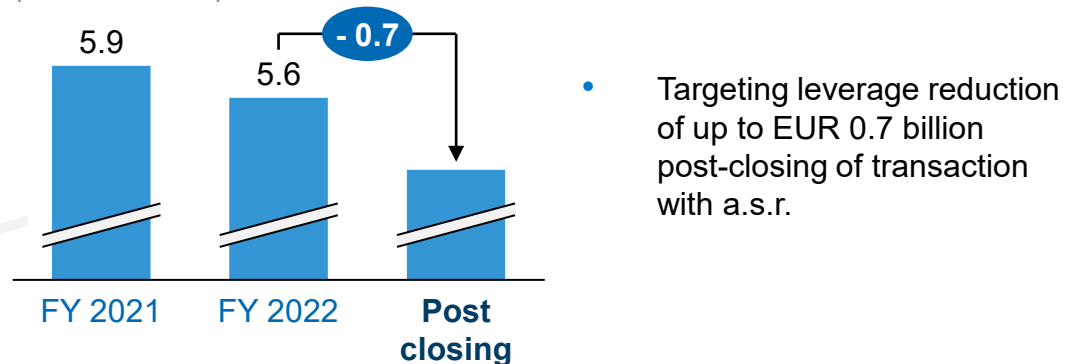 - 0.7
5.9
5.6
FY 2021
FY 2022
Post
closing
• Targeting leverage reduction
of up to EUR 0.7 billion
post-closing of transaction
with a.s.r.